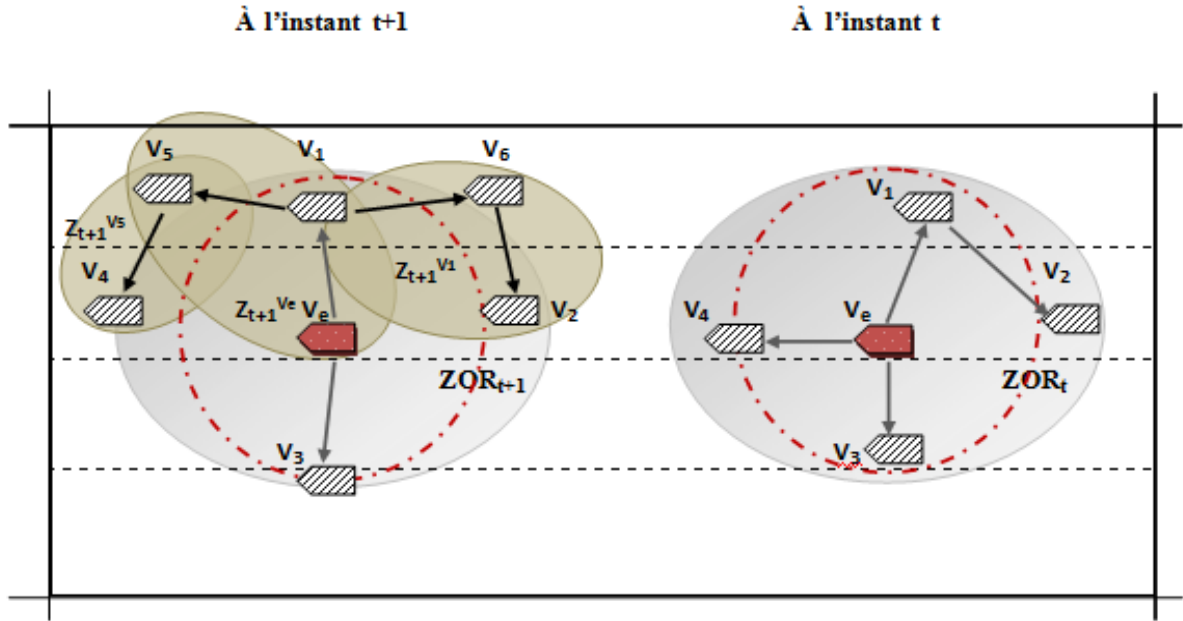 À l’instant t+1
À l’instant t
V5
V1
V6
V1
Zt+1V5
V4
Zt+1V1
V2
Zt+1Ve
Ve
V2
V4
Ve
ZORt+1
ZORt
V3
V3